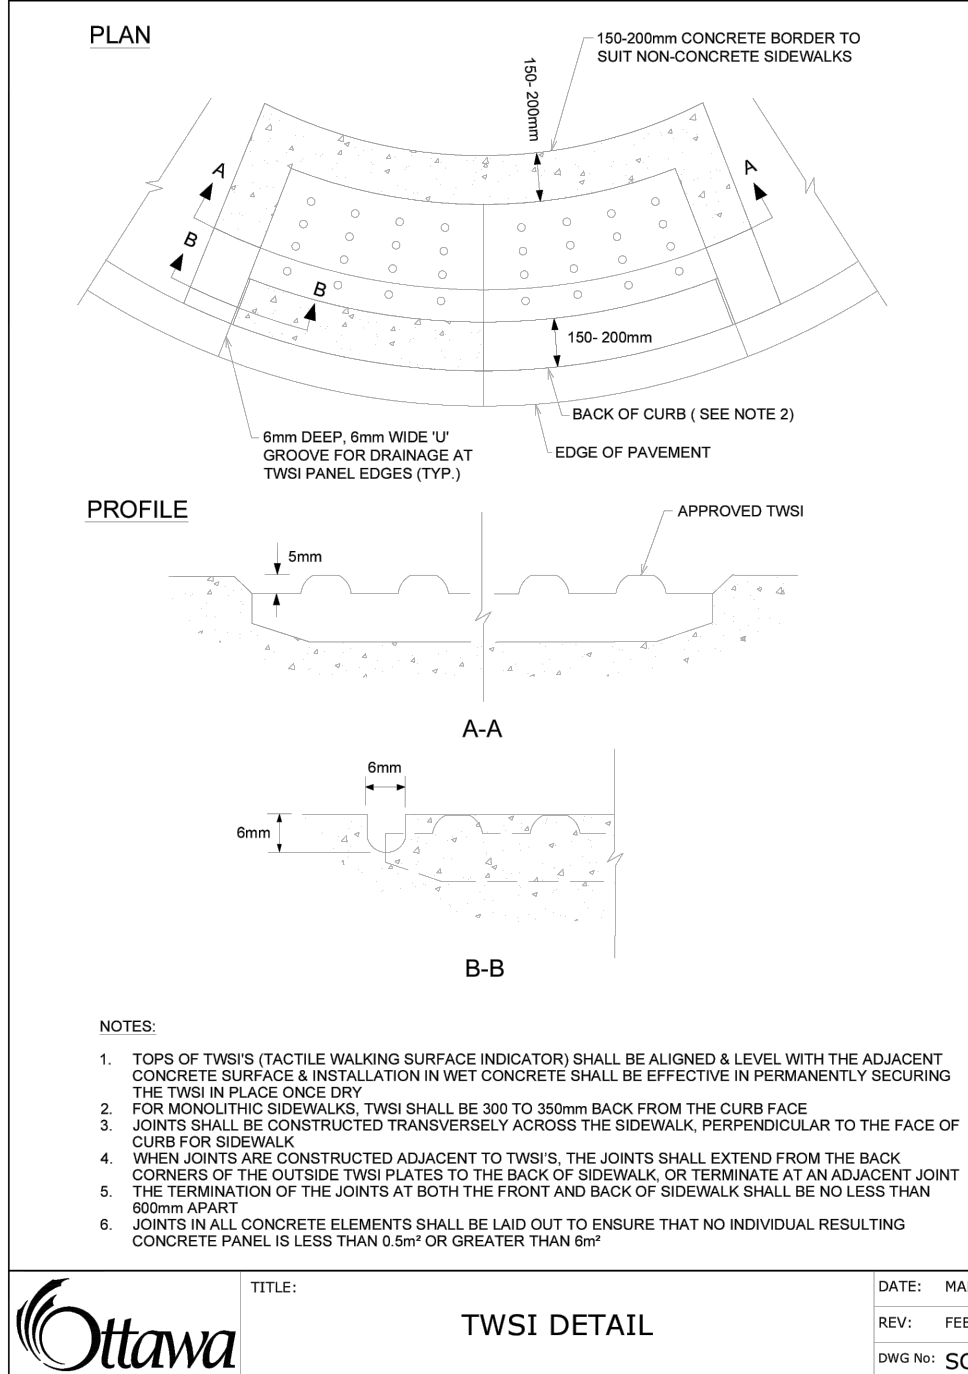 PLAN
150-200mm CONCRETE BORDER TO
SUIT NON-CONCRETE SIDEWALKS
150- 200mm
A
A
B
B
150- 200mm
BACK OF CURB ( SEE NOTE 2)
EDGE OF PAVEMENT
6mm DEEP, 6mm WIDE 'U'
GROOVE FOR DRAINAGE AT
TWSI PANEL EDGES (TYP.)
PROFILE
APPROVED TWSI
5mm
A-A
6mm
6mm
B-B
NOTES:
1. TOPS OF TWSI'S (TACTILE WALKING SURFACE INDICATOR) SHALL BE ALIGNED & LEVEL WITH THE ADJACENT
CONCRETE SURFACE & INSTALLATION IN WET CONCRETE SHALL BE EFFECTIVE IN PERMANENTLY SECURING
THE TWSI IN PLACE ONCE DRY
2. FOR MONOLITHIC SIDEWALKS, TWSI SHALL BE 300 TO 350mm BACK FROM THE CURB FACE
3. JOINTS SHALL BE CONSTRUCTED TRANSVERSELY ACROSS THE SIDEWALK, PERPENDICULAR TO THE FACE OF
CURB FOR SIDEWALK
4. WHEN JOINTS ARE CONSTRUCTED ADJACENT TO TWSI'S, THE JOINTS SHALL EXTEND FROM THE BACK
CORNERS OF THE OUTSIDE TWSI PLATES TO THE BACK OF SIDEWALK, OR TERMINATE AT AN ADJACENT JOINT
5. THE TERMINATION OF THE JOINTS AT BOTH THE FRONT AND BACK OF SIDEWALK SHALL BE NO LESS THAN
600mm APART
6. JOINTS IN ALL CONCRETE ELEMENTS SHALL BE LAID OUT TO ENSURE THAT NO INDIVIDUAL RESULTING
CONCRETE PANEL IS LESS THAN 0.5m² OR GREATER THAN 6m²
Ottawa
TITLE:
TWSI DETAIL
DATE:
REV:
DWG No: